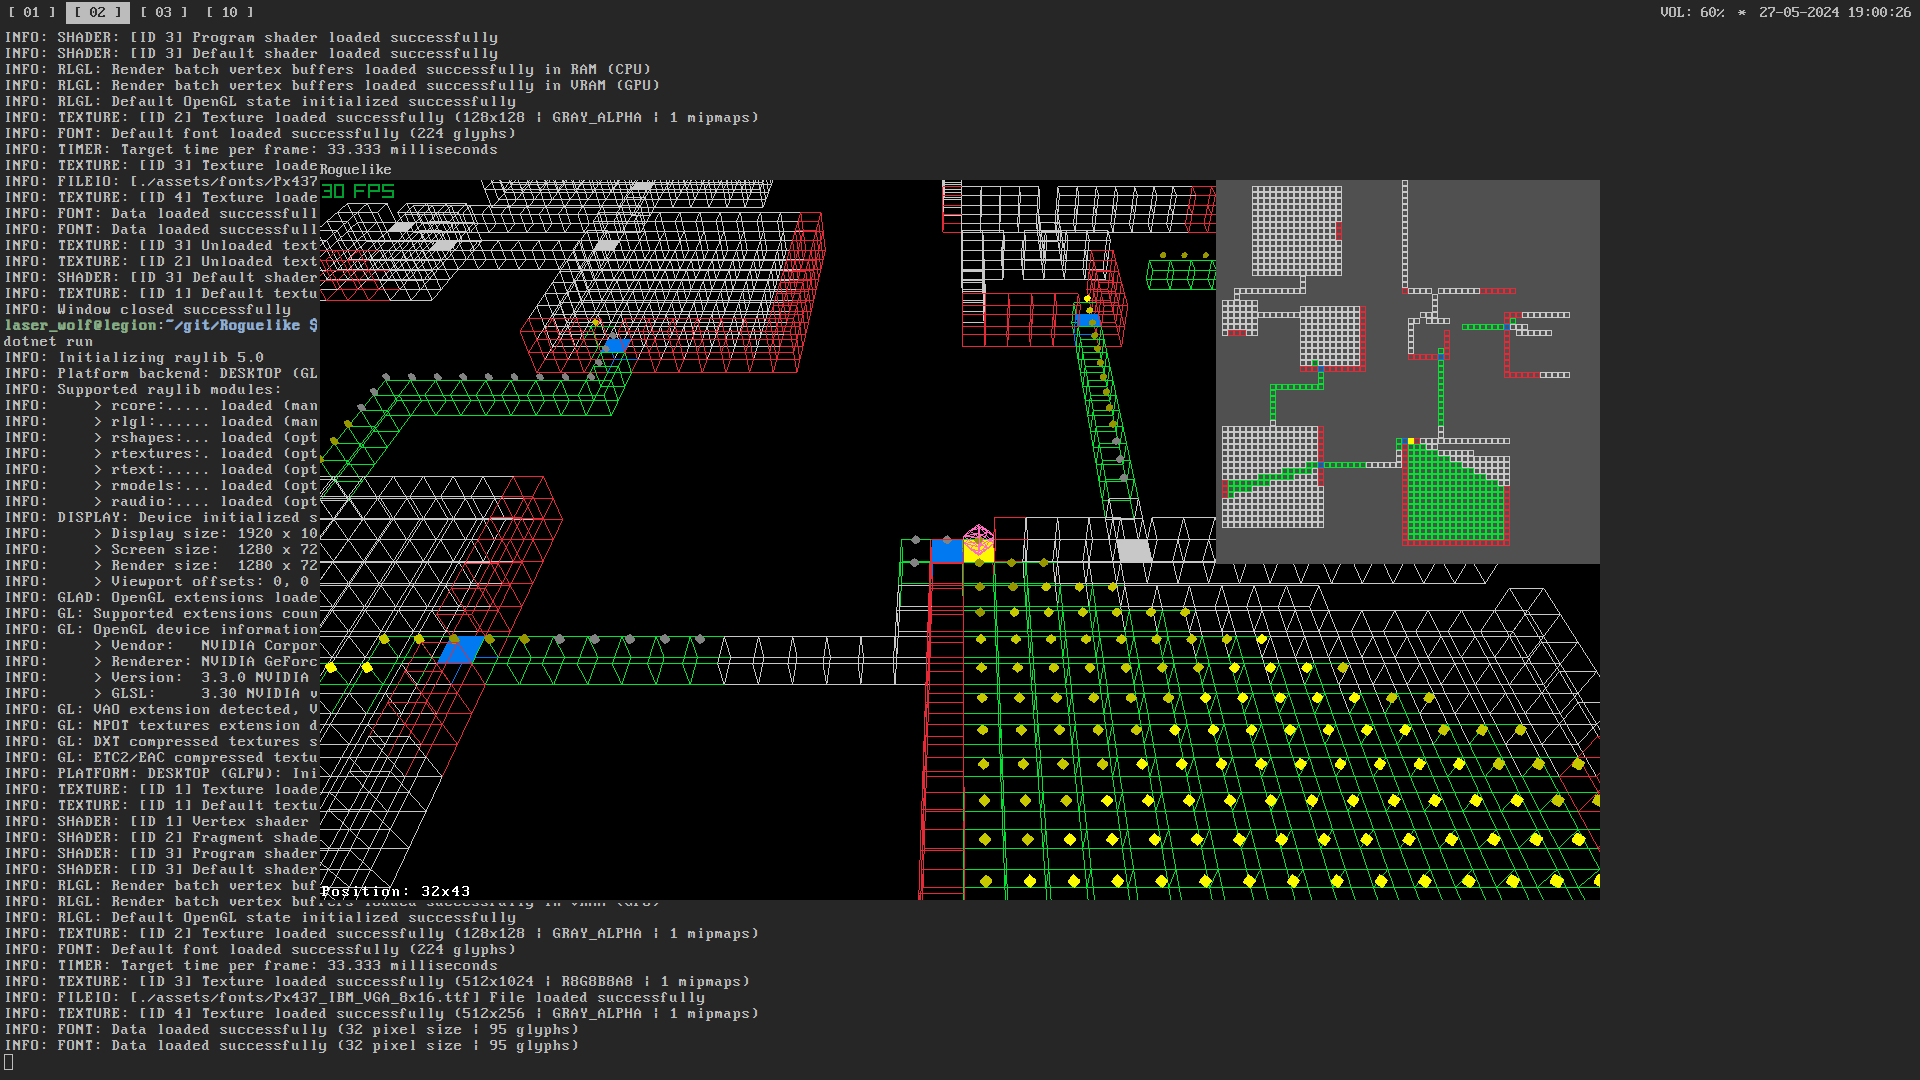 [ 01 ] [ 02 ] [ 03 ] [ 10 ] VOL: 60% * 27-05-2024 19:00:26
INFO: SHADER: [ID 3] Program shader loaded successfully
INFO: SHADER: [ID 3] Default shader loaded successfully
INFO: RLGL: Render batch vertex buffers loaded successfully in RAM (CPU)
INFO: RLGL: Render batch vertex buffers loaded successfully in VRAM (GPU)
INFO: RLGL: Default OpenGL state initialized successfully
INFO: TEXTURE: [ID 2] Texture loaded successfully (128x128 | GRAY_ALPHA | 1 mipmaps)
INFO: FONT: Default font loaded successfully (224 glyphs)
INFO: TIMER: Target time per frame: 33.333 milliseconds
INFO: TEXTURE: [ID 3] Texture loade
Roguelike
INFO: FILEIO: [./assets/fonts/Px437
30 FPS
INFO: TEXTURE: [ID 4] Texture loade
INFO: FONT: Data loaded successfull
INFO: FONT: Data loaded successfull
INFO: TEXTURE: [ID 3] Unloaded text
INFO: TEXTURE: [ID 2] Unloaded text
INFO: SHADER: [ID 3] Default shader
INFO: TEXTURE: [ID 1] Default textu
INFO: Window closed successfully
laser_wolf@legion:~/git/Roguelike $
dotnet run
INFO: Initializing raylib 5.0
INFO: Platform backend: DESKTOP (GL
INFO: Supported raylib modules:
INFO:     > rcore:..... loaded (man
INFO:     > rlgl:...... loaded (man
INFO:     > rshapes:... loaded (opt
INFO:     > rtextures:. loaded (opt
INFO:     > rtext:..... loaded (opt
INFO:     > rmodels:... loaded (opt
INFO:     > raudio:.... loaded (opt
INFO: DISPLAY: Device initialized s
INFO:     > Display size: 1920 x 10
INFO:     > Screen size:  1280 x 72
INFO:     > Render size:  1280 x 72
INFO:     > Viewport offsets: 0, 0
INFO: GLAD: OpenGL extensions loade
INFO: GL: Supported extensions coun
INFO: GL: OpenGL device information
INFO:     > Vendor:   NVIDIA Corpor
INFO:     > Renderer: NVIDIA GeForc
INFO:     > Version:  3.3.0 NVIDIA
INFO:     > GLSL:     3.30 NVIDIA v
INFO: GL: VAO extension detected, V
INFO: GL: NPOT textures extension d
INFO: GL: DXT compressed textures s
INFO: GL: ETC2/EAC compressed textu
INFO: PLATFORM: DESKTOP (GLFW): Ini
INFO: TEXTURE: [ID 1] Texture loade
INFO: TEXTURE: [ID 1] Default textu
INFO: SHADER: [ID 1] Vertex shader
INFO: SHADER: [ID 2] Fragment shade
INFO: SHADER: [ID 3] Program shader
INFO: SHADER: [ID 3] Default shader
INFO: RLGL: Render batch vertex buf
Position: 32x43
INFO: RLGL: Render batch vertex buffers loaded successfully in VRAM (GPU)
INFO: RLGL: Default OpenGL state initialized successfully
INFO: TEXTURE: [ID 2] Texture loaded successfully (128x128 | GRAY_ALPHA | 1 mipmaps)
INFO: FONT: Default font loaded successfully (224 glyphs)
INFO: TIMER: Target time per frame: 33.333 milliseconds
INFO: TEXTURE: [ID 3] Texture loaded successfully (512x1024 | R8G8B8A8 | 1 mipmaps)
INFO: FILEIO: [./assets/fonts/Px437_IBM_VGA_8x16.ttf] File loaded successfully
INFO: TEXTURE: [ID 4] Texture loaded successfully (512x256 | GRAY_ALPHA | 1 mipmaps)
INFO: FONT: Data loaded successfully (32 pixel size | 95 glyphs)
INFO: FONT: Data loaded successfully (32 pixel size | 95 glyphs)